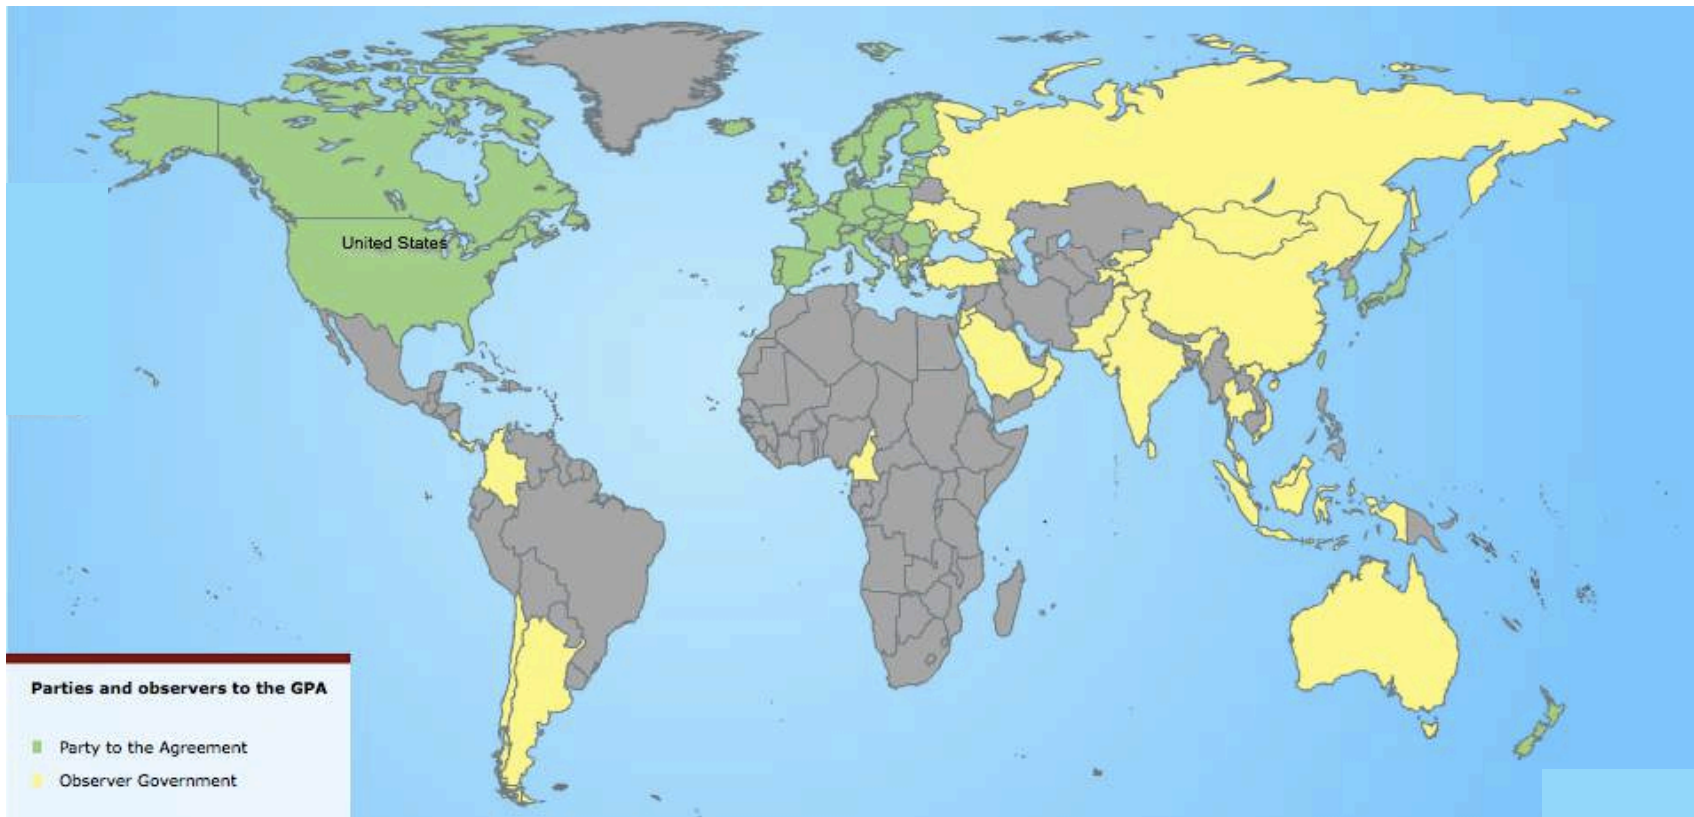 United States
Parties and observers to the GPA
Party to the Agreement
Observer Government